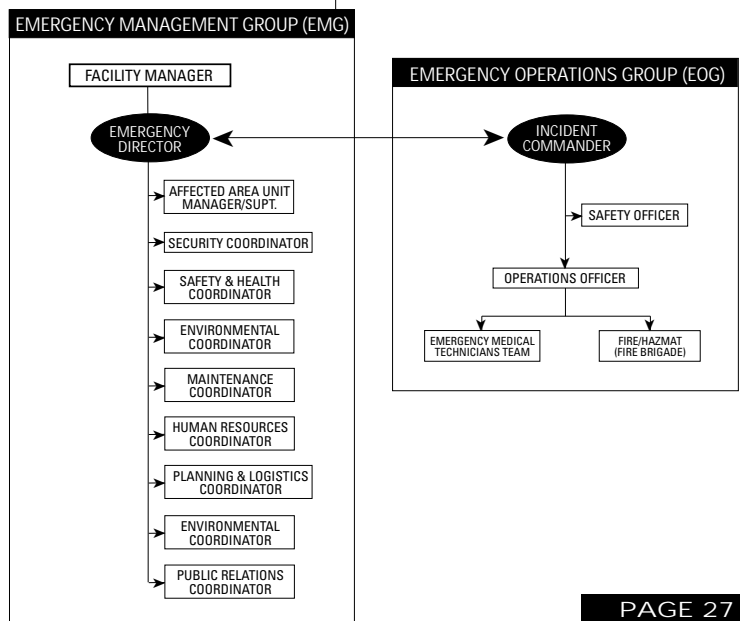 EMERGENCY MANAGEMENT GROUP (EMG)
FACILITY MANAGER
EMERGENCY
DIRECTOR
AFFECTED AREA UNIT
MANAGER/SUPT.
SECURITY COORDINATOR
SAFETY & HEALTH
COORDINATOR
ENVIRONMENTAL
COORDINATOR
MAINTENANCE
COORDINATOR
HUMAN RESOURCES
COORDINATOR
PLANNING & LOGISTICS
COORDINATOR
ENVIRONMENTAL
COORDINATOR
PUBLIC RELATIONS
COORDINATOR
EMERGENCY OPERATIONS GROUP (EOG)
INCIDENT
COMMANDER
SAFETY OFFICER
OPERATIONS OFFICER
EMERGENCY MEDICAL
TECHNICIANS TEAM
FIRE/HAZMAT
(FIRE BRIGADE)
PAGE 27